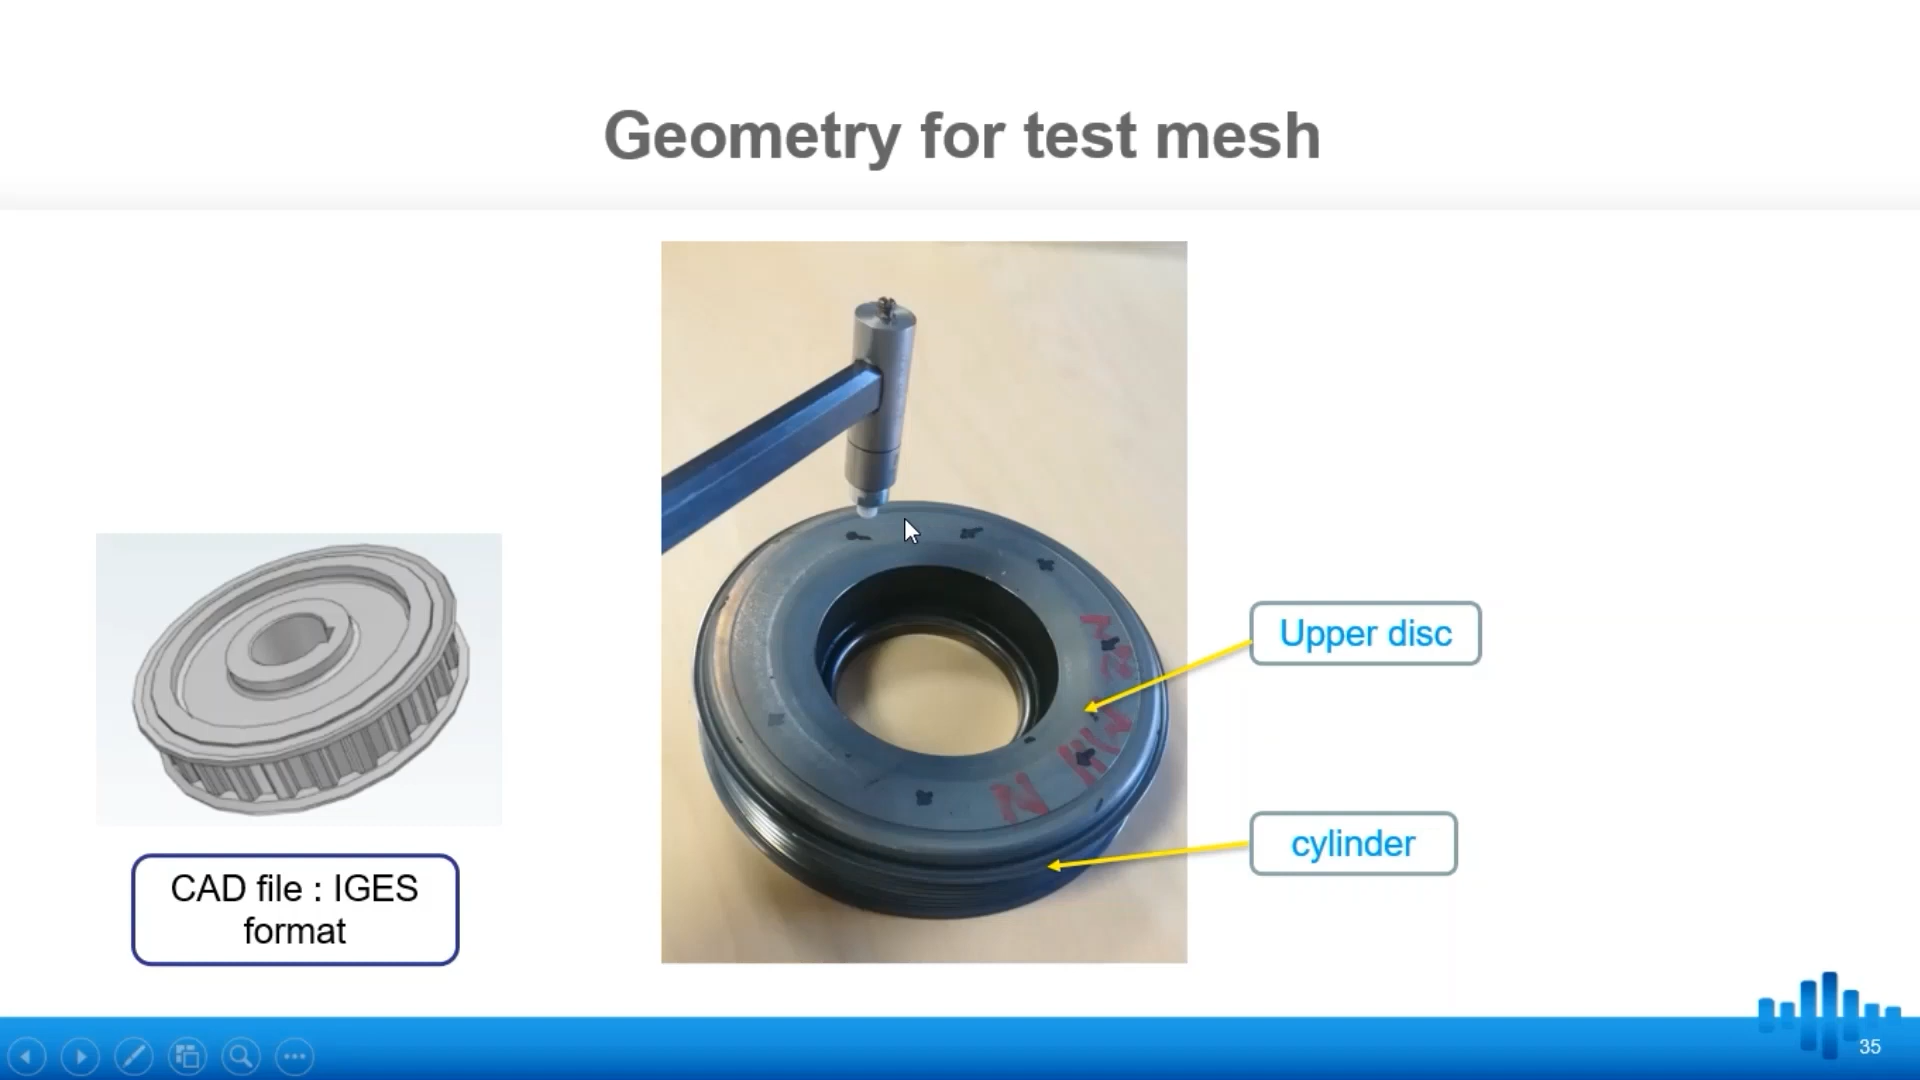 Geometry for test mesh
Upper disc
cylinder
CAD file : IGES
format
35